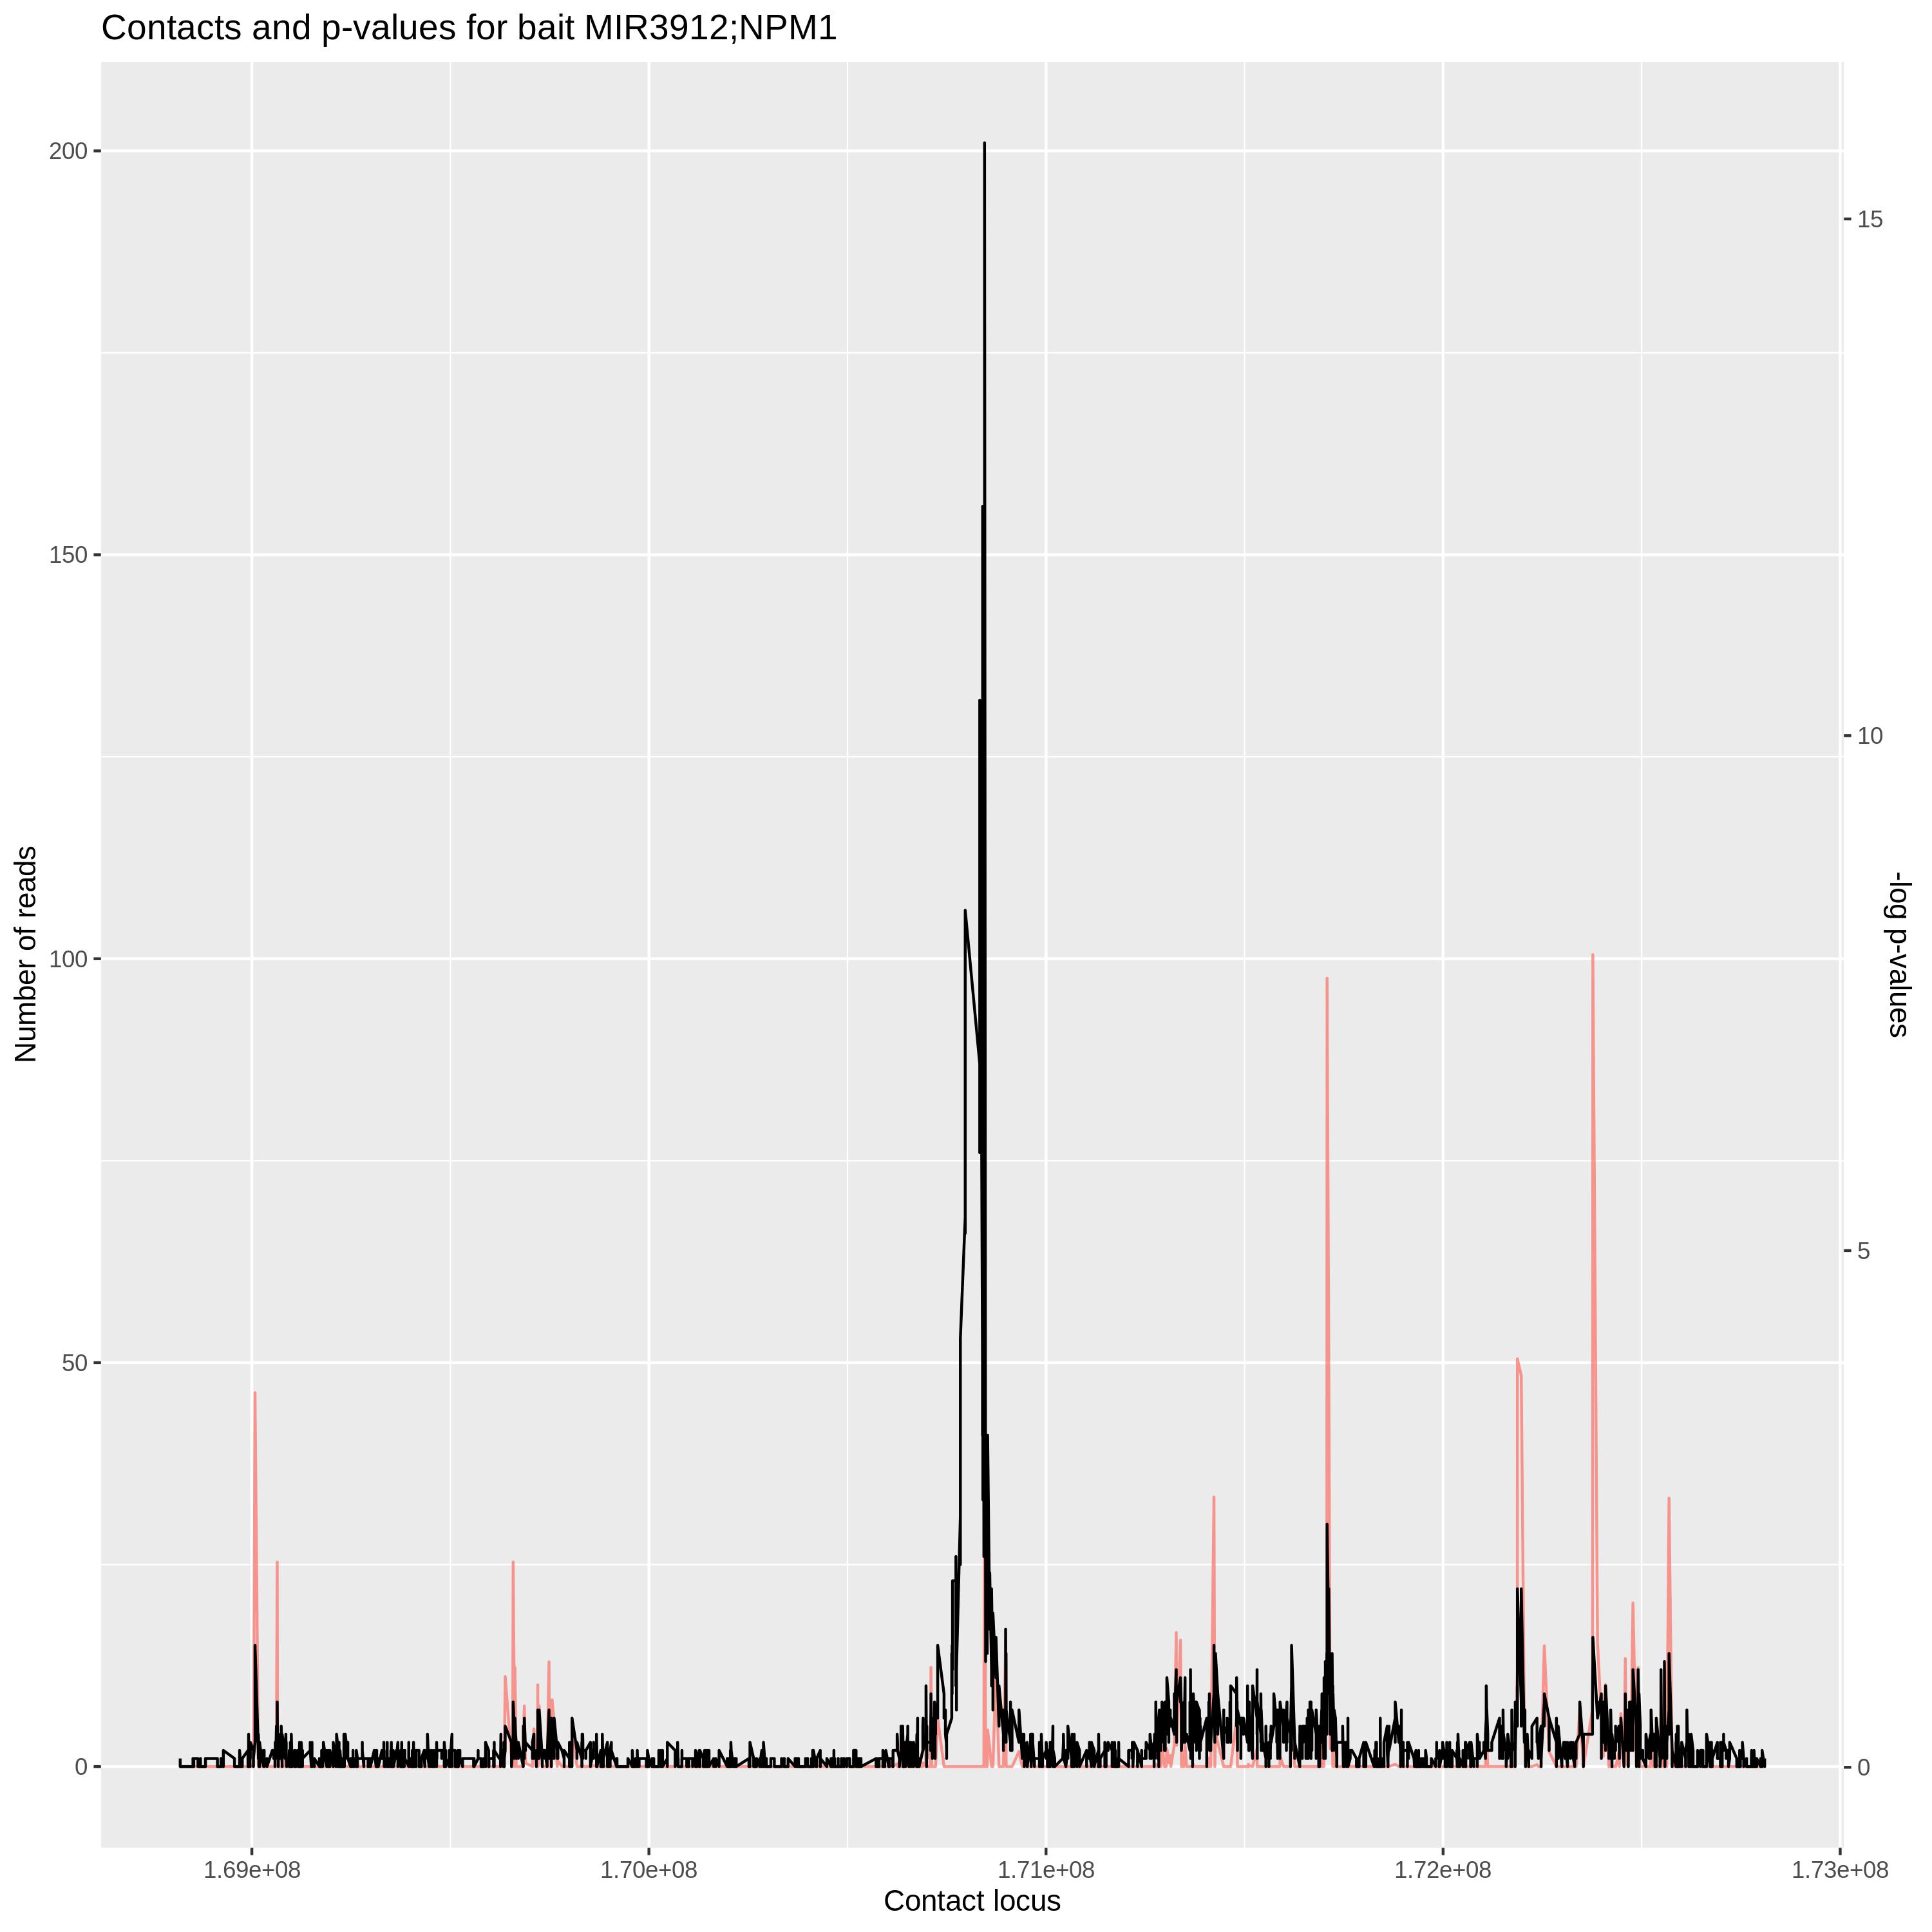 Contacts and p-values for bait MIR3912;NPM1
200
150
100
50
0
Number of reads
15
10
5
0
-log p-values
1.69e+08
1.70e+08
1.71e+08
1.72e+08
1.73e+08
Contact locus